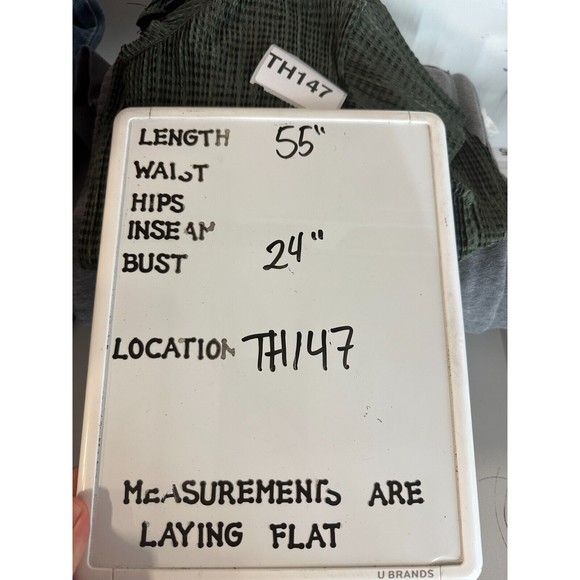 TH147
LENGTH 55"
WAIST
HIPS
INSEAM
BUST 24"
LOCATION TH147
MEASUREMENTS ARE
LAYING FLAT
U BRANDS